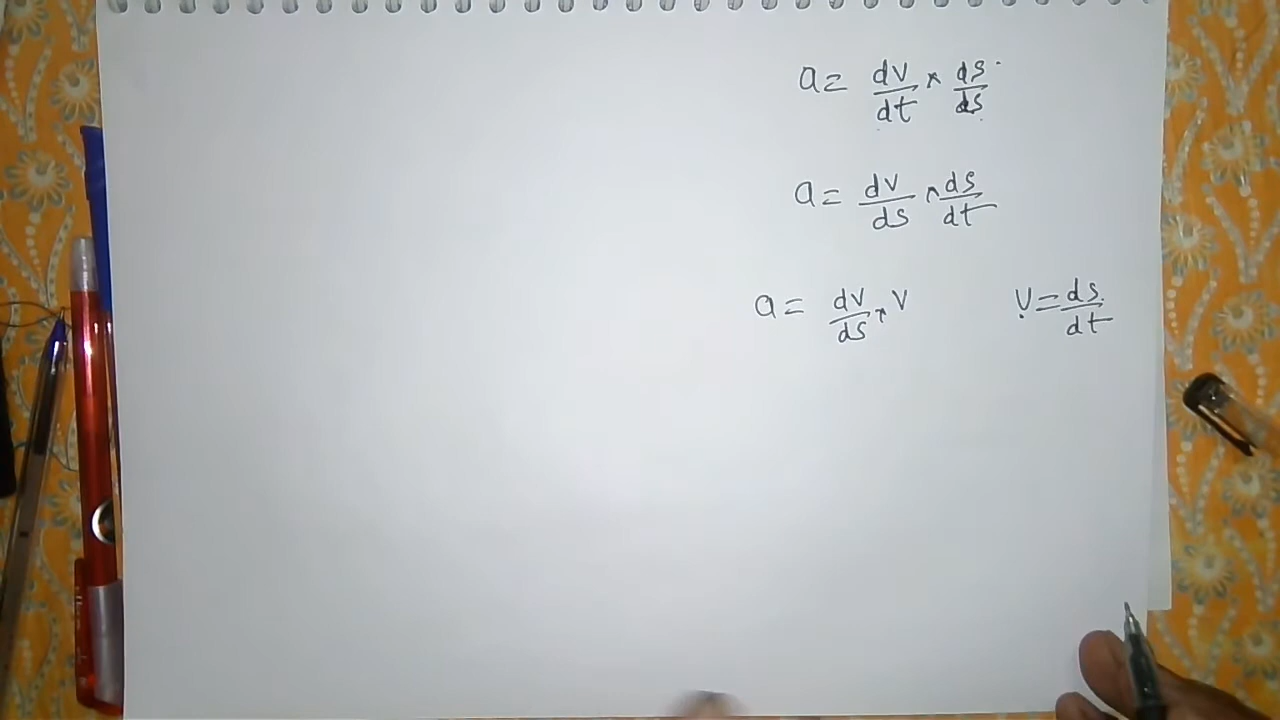 a = dv/dt × ds/ds
a = dv/ds × ds/dt
a = dv/ds × v v = ds/dt